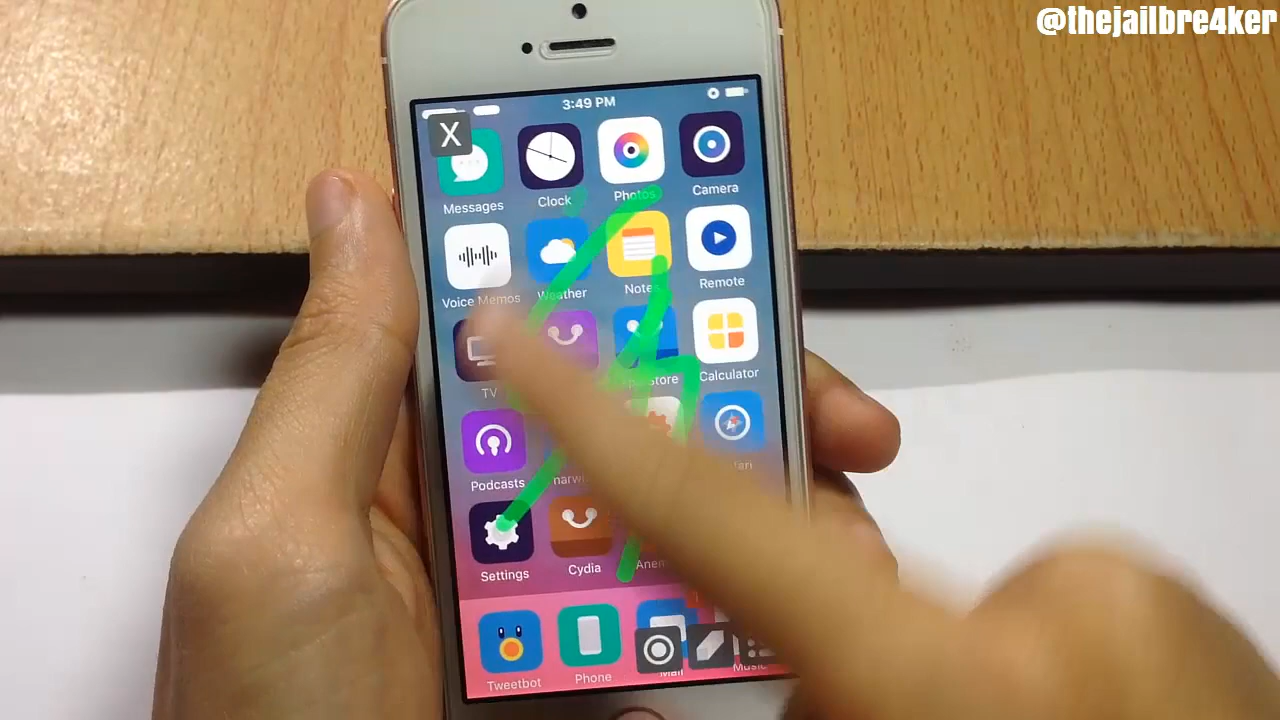 @thejailbre4ker
3:49 PM
X
Messages
Clock
Photos
Camera
Voice Memos
Weather
Notes
Remote
TV
Calculator
Podcasts
Settings
Cydia
Tweetbot
Phone
Mail
Music